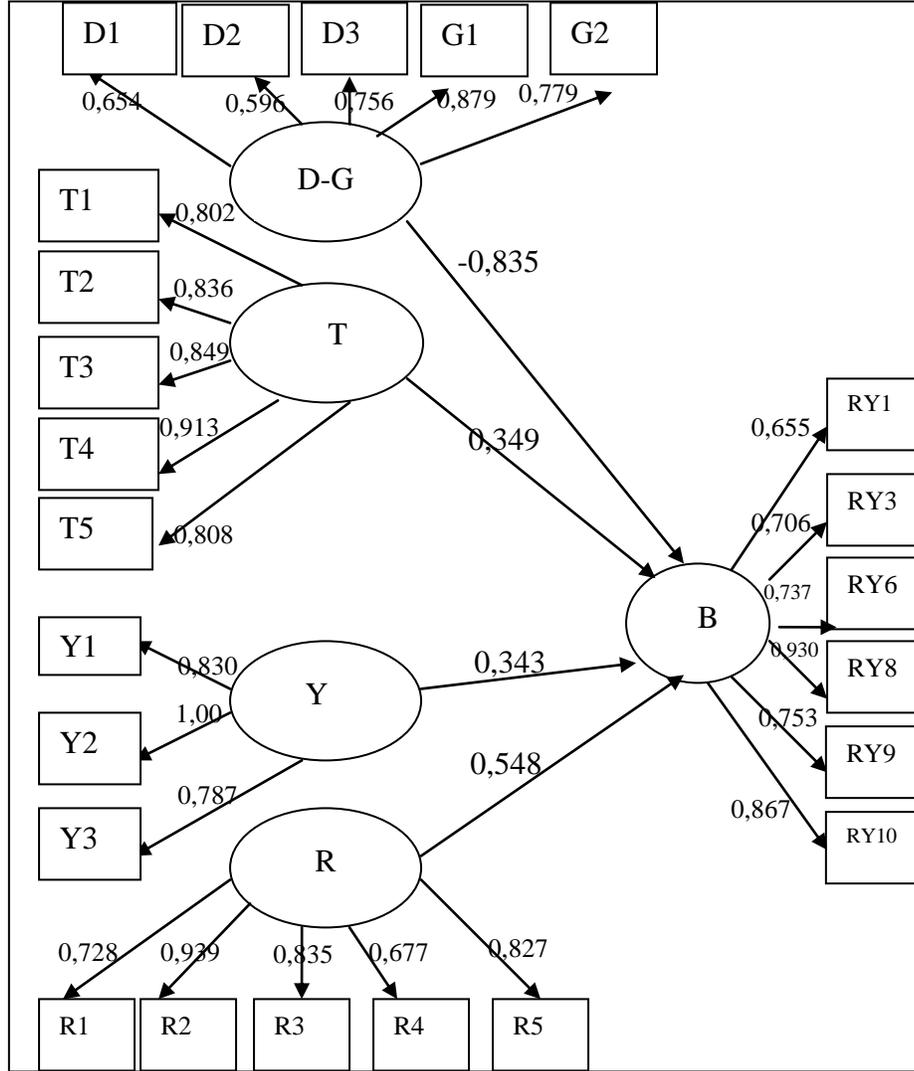 D1 D2 D3 G1 G2
0,654 0,596 0,756 0,879 0,779
D-G
T1
0,802
-0,835
T2
0,836
T
T3
0,849
RY1
T4
0,913
0,349
0,655
T5
0,808
RY3
0,706
RY6
0,737
B
Y1
0,830
0,343
0,930
RY8
Y
Y2
1,00
0,753
RY9
0,548
Y3
0,787
0,867
RY10
R
0,728 0,939 0,835 0,677 0,827
R1 R2 R3 R4 R5